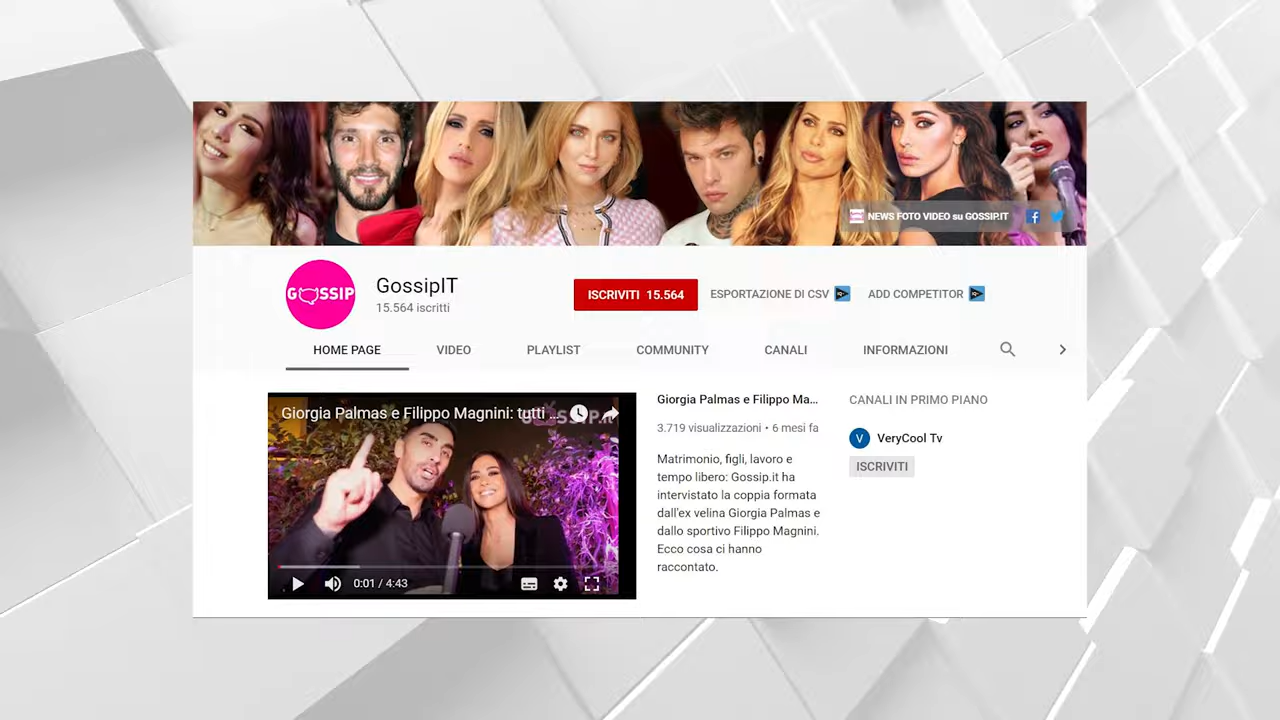 NEWS FOTO VIDEO su GOSSIP.IT
GOSSIP
GossipIT
15.564 iscritti
ISCRIVITI 15.564
ESPORTAZIONE DI CSV
ADD COMPETITOR
HOME PAGE
VIDEO
PLAYLIST
COMMUNITY
CANALI
INFORMAZIONI
Giorgia Palmas e Filippo Magnini: tutti ...
GOSSIP.it
0:01 / 4:43
Giorgia Palmas e Filippo Ma...
3.719 visualizzazioni • 6 mesi fa
Matrimonio, figli, lavoro e
tempo libero: Gossip.it ha
intervistato la coppia formata
dall'ex velina Giorgia Palmas e
dallo sportivo Filippo Magnini.
Ecco cosa ci hanno
raccontato.
CANALI IN PRIMO PIANO
V VeryCool Tv
ISCRIVITI